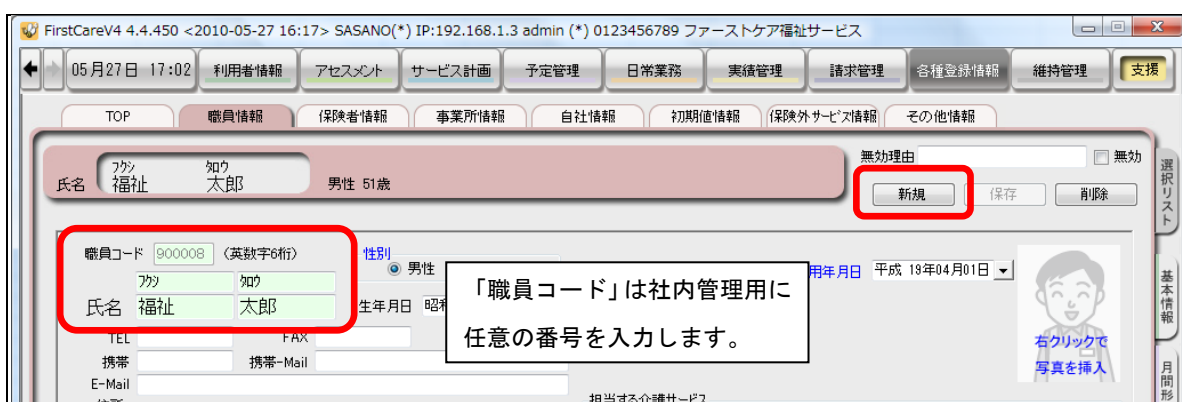 FirstCareV4 4.4.450 <2010-05-27 16:17> SASANO(*) IP:192.168.1.3 admin (*) 0123456789 ファーストケア福祉サービス
05月27日 17:02 利用者情報 アセスメント サービス計画 予定管理 日常業務 実績管理 請求管理 各種登録情報 維持管理 支援
TOP 職員情報 保険者情報 事業所情報 自社情報 初期値情報 保険外サービス情報 その他情報
無効理由 無効
フクシ タロウ
氏名 福祉 太郎 男性 51歳
新規 保存 削除
選択リスト
職員コード 900008 (英数字6桁) 性別
男性
用年月日 平成 19年04月01日
フクシ タロウ
氏名 福祉 太郎 生年月日
「職員コード」は社内管理用に
任意の番号を入力します。
基本情報
TEL FAX
携帯 携帯-Mail
E-Mail
右クリックで
写真を挿入
月間形
担当する介護サービス